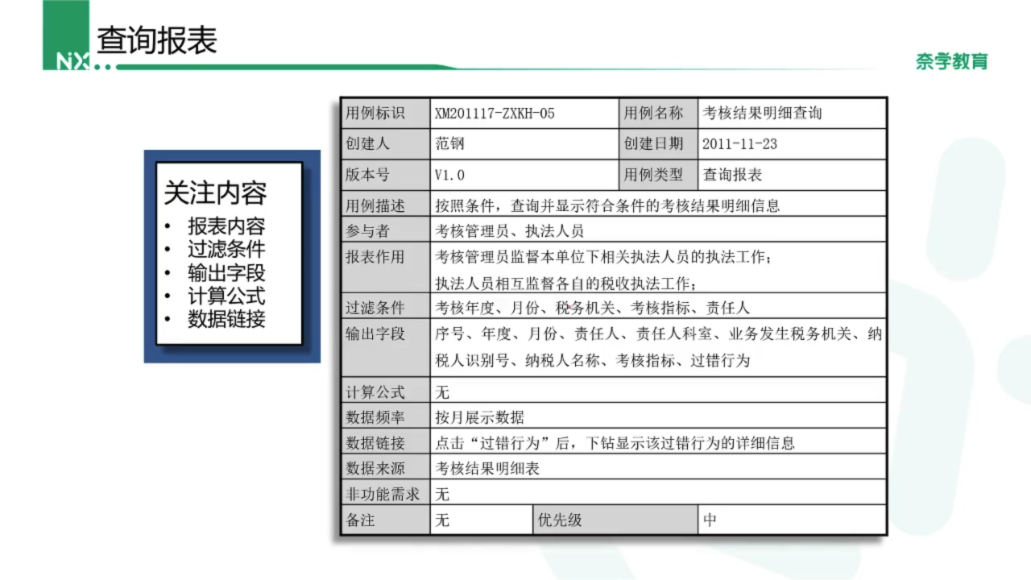 查询报表
NiX
奈学教育
关注内容
• 报表内容
• 过滤条件
• 输出字段
• 计算公式
• 数据链接
用例标识 XM201117-ZXKH-05 用例名称 考核结果明细查询
创建人 范钢 创建日期 2011-11-23
版本号 V1.0 用例类型 查询报表
用例描述 按照条件，查询并显示符合条件的考核结果明细信息
参与者 考核管理员、执法人员
报表作用 考核管理员监督本单位下相关执法人员的执法工作；
执法人员相互监督各自的税收执法工作；
过滤条件 考核年度、月份、税务机关、考核指标、责任人
输出字段 序号、年度、月份、责任人、责任人科室、业务发生税务机关、纳
税人识别号、纳税人名称、考核指标、过错行为
计算公式 无
数据频率 按月展示数据
数据链接 点击“过错行为”后，下钻显示该过错行为的详细信息
数据来源 考核结果明细表
非功能需求 无
备注 无 优先级 中